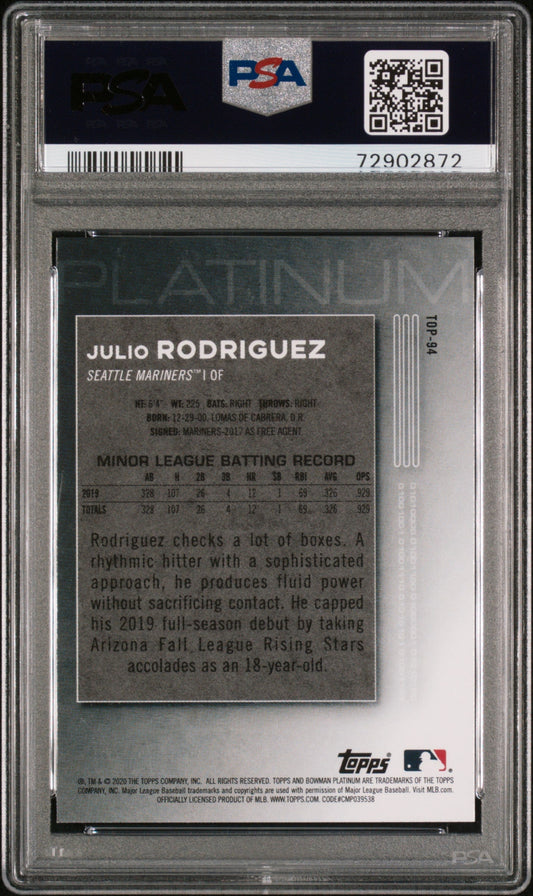 PSA
PSA
72902872
PLATINUM
TOP-94
JULIO RODRIGUEZ
SEATTLE MARINERS™ | OF
HT: 6'4" WT: 225 BATS: RIGHT THROWS: RIGHT
BORN: 12-29-00, LOMAS DE CABRERA, D.R.
SIGNED: MARINERS-2017 AS FREE AGENT
MINOR LEAGUE BATTING RECORD
AB H 2B 3B HR SB RBI AVG OPS
2019 328 107 26 4 12 1 69 .326 .929
TOTALS 328 107 26 4 12 1 69 .326 .929
Rodriguez checks a lot of boxes. A
rhythmic hitter with a sophisticated
approach, he produces fluid power
without sacrificing contact. He capped
his 2019 full-season debut by taking
Arizona Fall League Rising Stars
accolades as an 18-year-old.
Topps
®, TM & © 2020 THE TOPPS COMPANY, INC. ALL RIGHTS RESERVED. TOPPS AND BOWMAN PLATINUM ARE TRADEMARKS OF THE TOPPS
COMPANY, INC. Major League Baseball trademarks and copyrights are used with permission of Major League Baseball. Visit MLB.com.
OFFICIALLY LICENSED PRODUCT OF MLB. WWW.TOPPS.COM. CODE#CMP039538
PSA